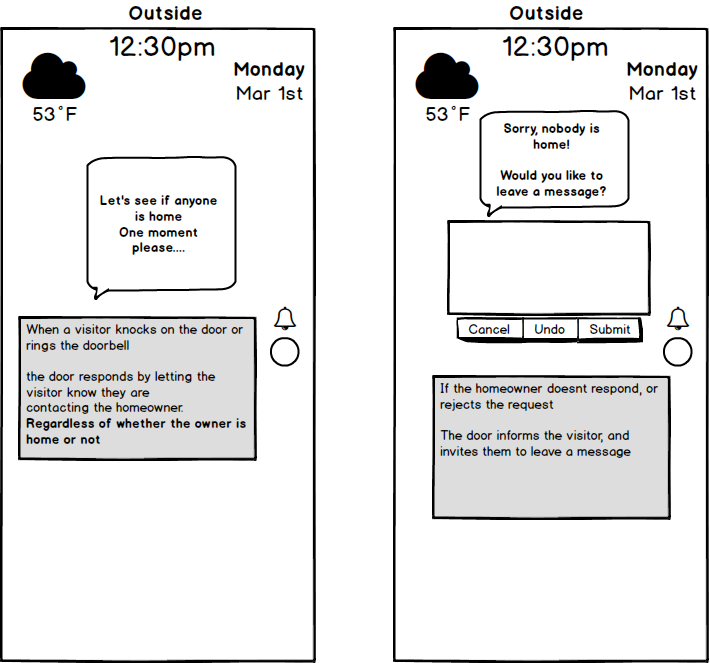 Outside
12:30pm
Monday
Mar 1st
53°F
Let's see if anyone
is home
One moment
please....
When a visitor knocks on the door or
rings the doorbell
the door responds by letting the
visitor know they are
contacting the homeowner.
Regardless of whether the owner is
home or not
Outside
12:30pm
Monday
Mar 1st
53°F
Sorry, nobody is
home!
Would you like to
leave a message?
Cancel Undo Submit
If the homeowner doesnt respond, or
rejects the request
The door informs the visitor, and
invites them to leave a message